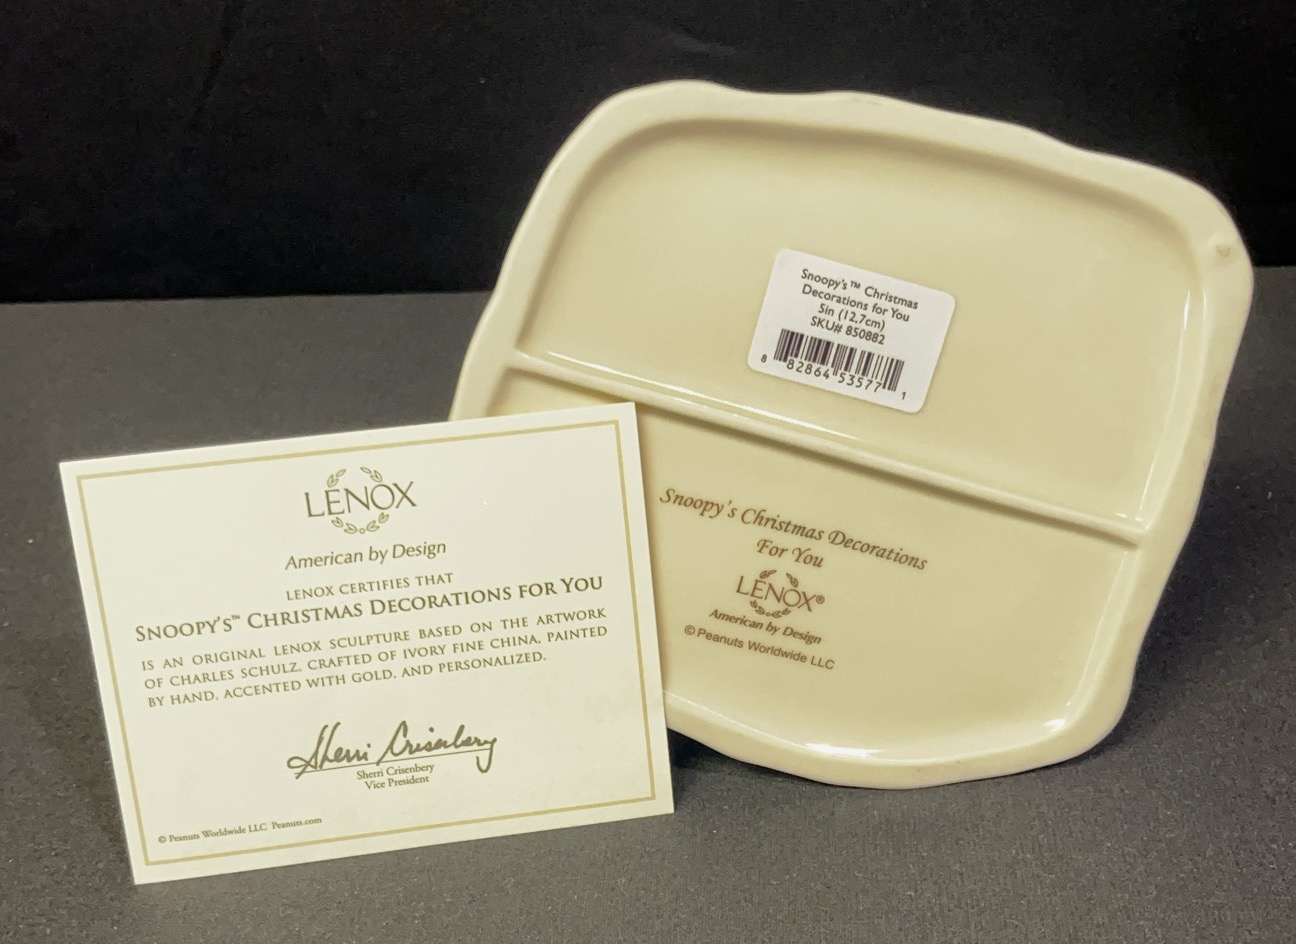 LENOX
American by Design
LENOX CERTIFIES THAT
SNOOPY'S™ CHRISTMAS DECORATIONS FOR YOU
IS AN ORIGINAL LENOX SCULPTURE BASED ON THE ARTWORK
OF CHARLES SCHULZ, CRAFTED OF IVORY FINE CHINA, PAINTED
BY HAND, ACCENTED WITH GOLD, AND PERSONALIZED.
Sherri Crisenbery
Sherri Crisenbery
Vice President
© Peanuts Worldwide LLC Peanuts.com
Snoopy's™ Christmas
Decorations for You
5in (12,7cm)
SKU# 850882
8 82864 53577 1
Snoopy's Christmas Decorations
For You
LENOX®
American by Design
© Peanuts Worldwide LLC